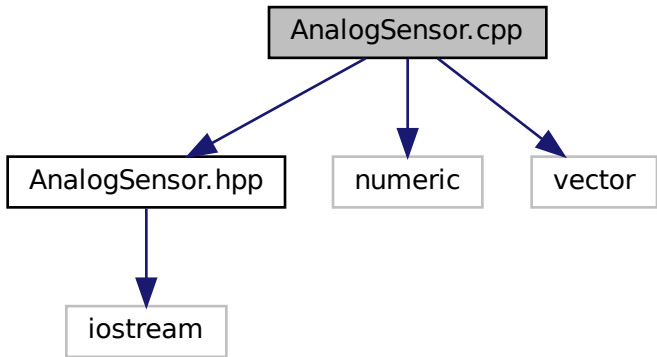 AnalogSensor.cpp
AnalogSensor.hpp
numeric
vector
iostream